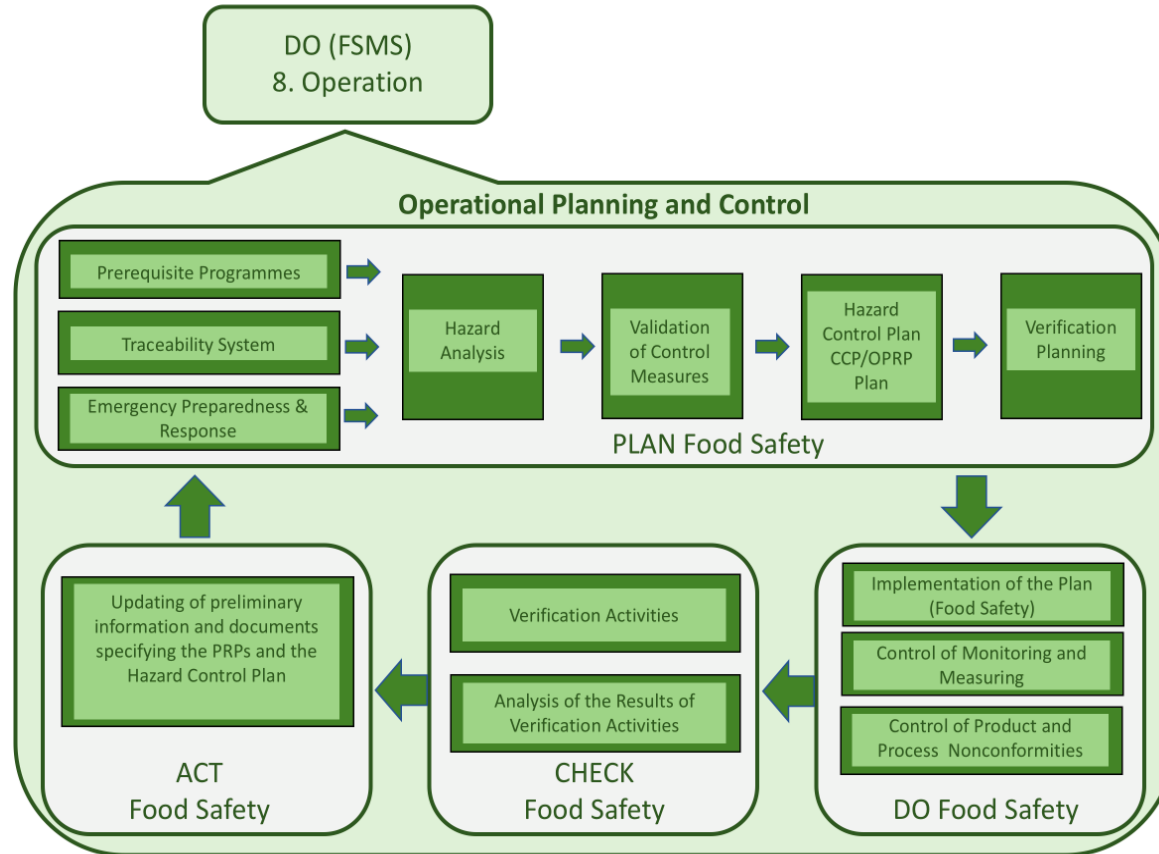 DO (FSMS)
8. Operation
Operational Planning and Control
Prerequisite Programmes
Traceability System
Emergency Preparedness &
Response
Hazard
Analysis
Validation
of Control
Measures
Hazard
Control Plan
CCP/OPRP
Plan
Verification
Planning
PLAN Food Safety
Updating of preliminary
information and documents
specifying the PRPs and the
Hazard Control Plan
ACT
Food Safety
Verification Activities
Analysis of the Results of
Verification Activities
CHECK
Food Safety
Implementation of the Plan
(Food Safety)
Control of Monitoring and
Measuring
Control of Product and
Process Nonconformities
DO Food Safety